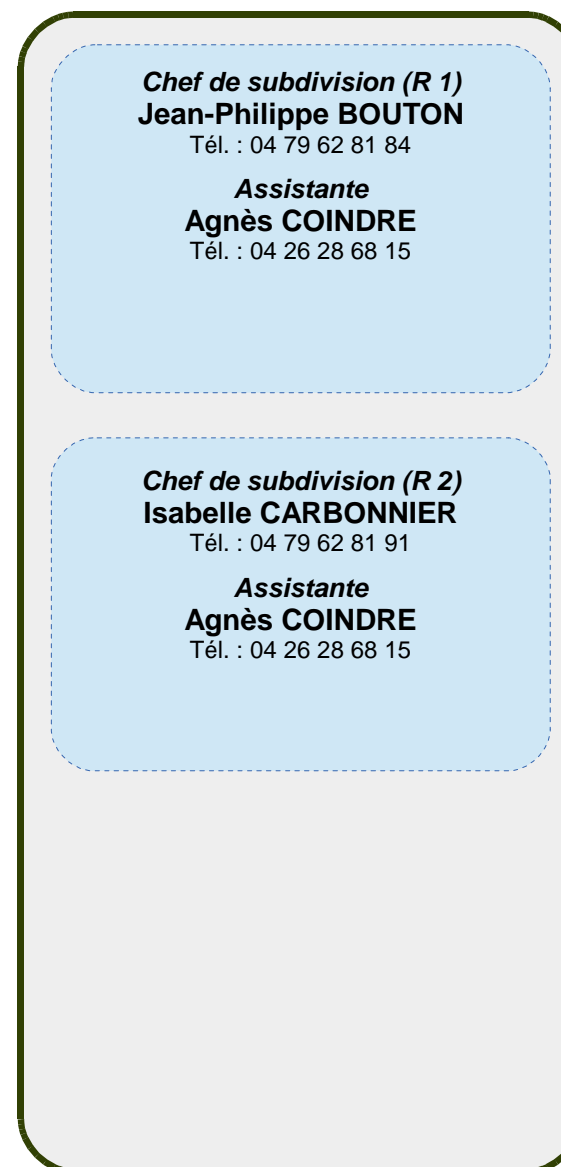 Chef de subdivision (R 1)
Jean-Philippe BOUTON
Tél. : 04 79 62 81 84
Assistante
Agnès COINDRE
Tél. : 04 26 28 68 15
Chef de subdivision (R 2)
Isabelle CARBONNIER
Tél. : 04 79 62 81 91
Assistante
Agnès COINDRE
Tél. : 04 26 28 68 15